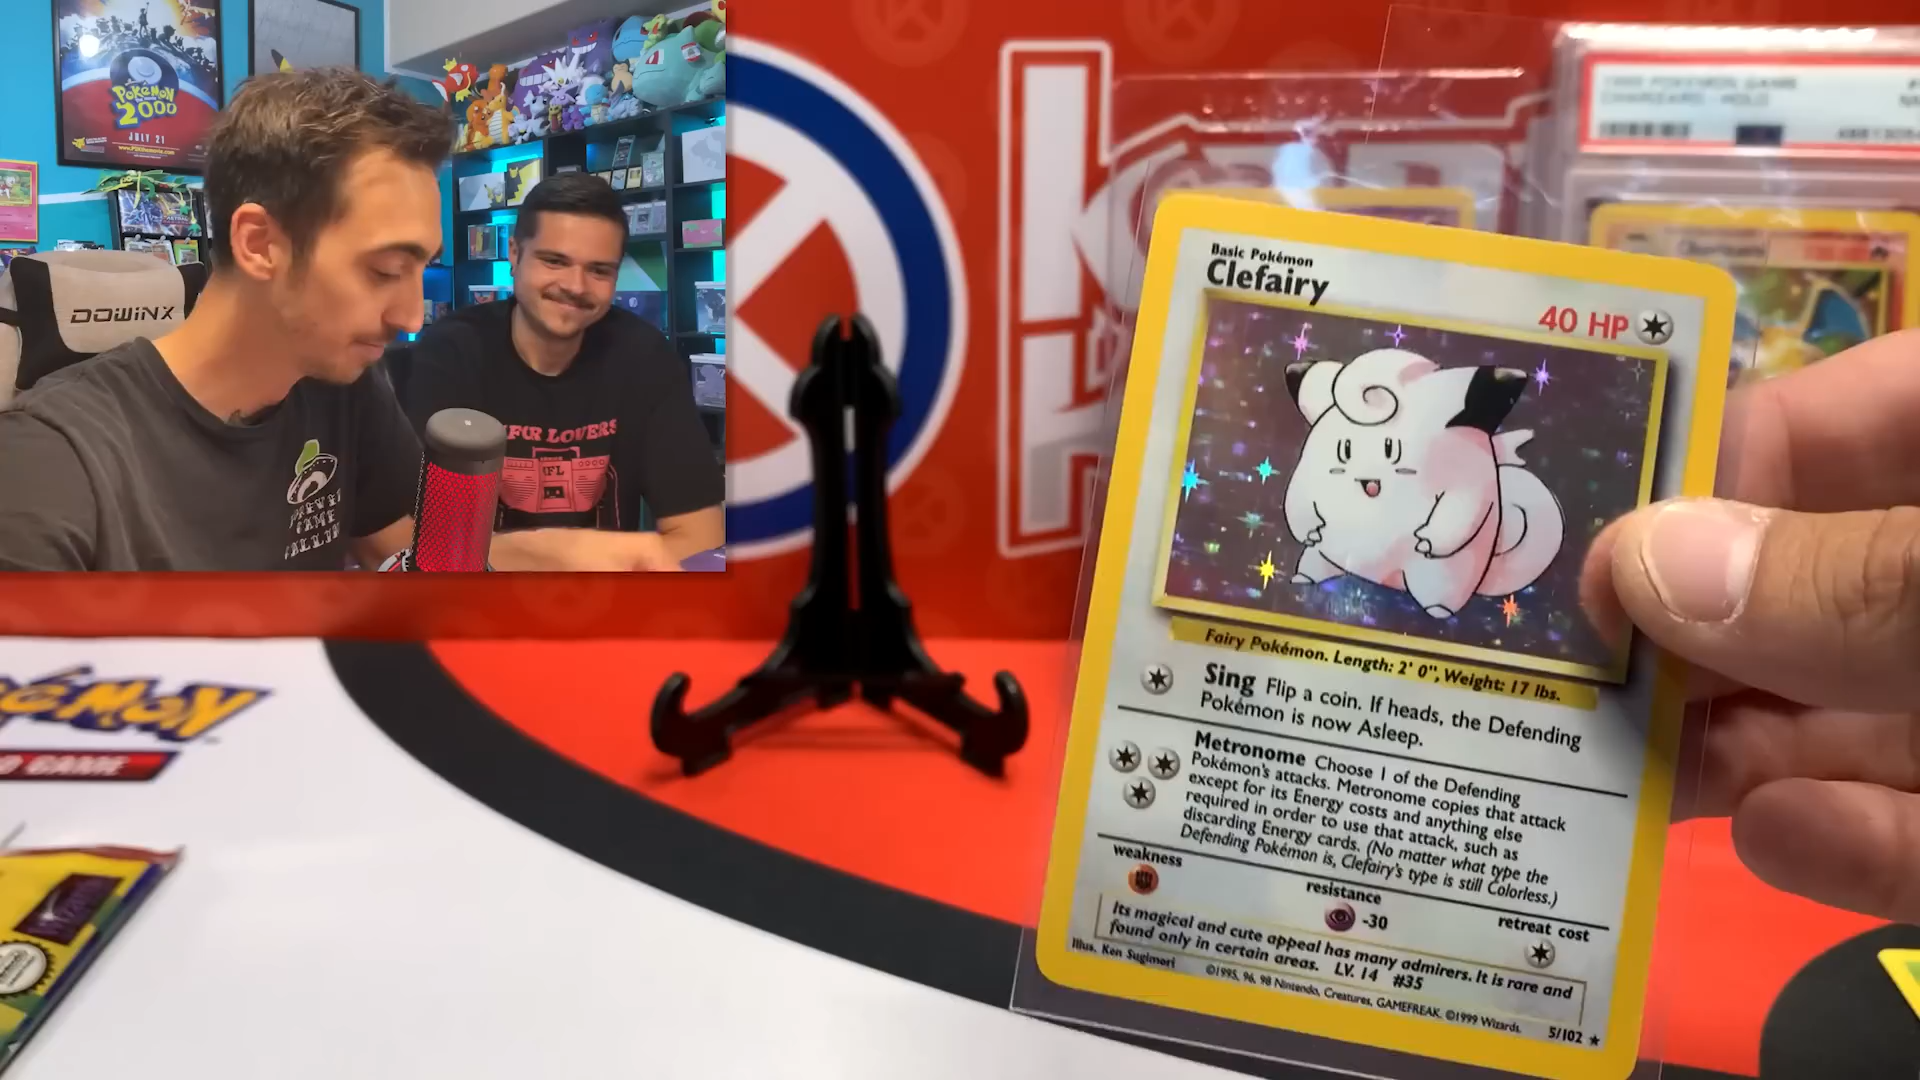 POKéMON
2000
JULY 21
DOWINX
LOVERS
Basic Pokémon
Clefairy
40 HP
Fairy Pokémon. Length: 2' 0", Weight: 17 lbs.
Sing Flip a coin. If heads, the Defending
Pokémon is now Asleep.
Metronome Choose 1 of the Defending
Pokémon's attacks. Metronome copies that attack
except for its Energy costs and anything else
required in order to use that attack, such as
discarding Energy cards. (No matter what type the
Defending Pokémon is, Clefairy's type is still Colorless.)
weakness
resistance
-30
retreat cost
Its magical and cute appeal has many admirers. It is rare and
found only in certain areas. LV. 14 #35
Illus. Ken Sugimori
©1995, 96, 98 Nintendo, Creatures, GAMEFREAK. ©1999 Wizards.
5/102
GAME